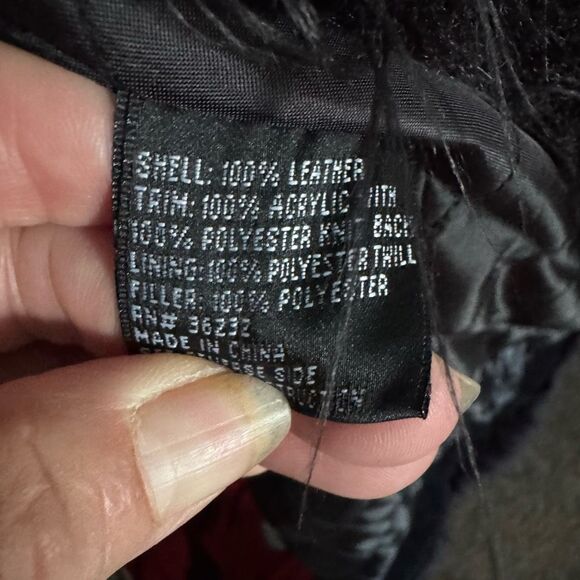 SHELL: 100% LEATHER
TRIM: 100% ACRYLIC WITH
100% POLYESTER KNIT BACK
LINING: 100% POLYESTER TWILL
FILLER: 100% POLYESTER
RN# 36232
MADE IN CHINA
SIDE